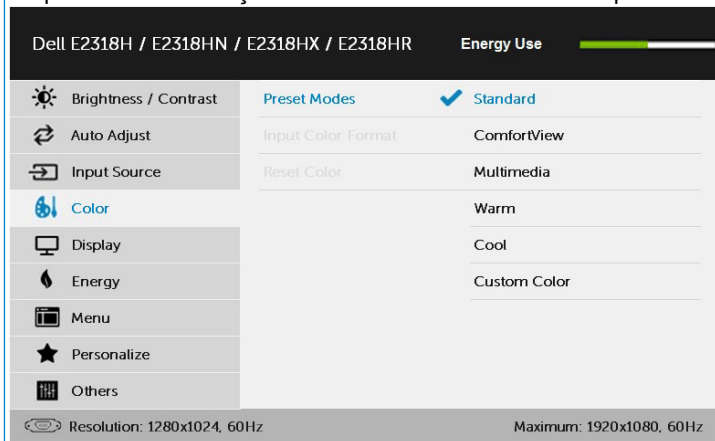 Dell E2318H / E2318HN / E2318HX / E2318HR Energy Use
Brightness / Contrast Preset Modes Standard
Auto Adjust Input Color Format ComfortView
Input Source Reset Color Multimedia
Color Warm
Display Cool
Energy Custom Color
Menu
Personalize
Others
Resolution: 1280x1024, 60Hz Maximum: 1920x1080, 60Hz